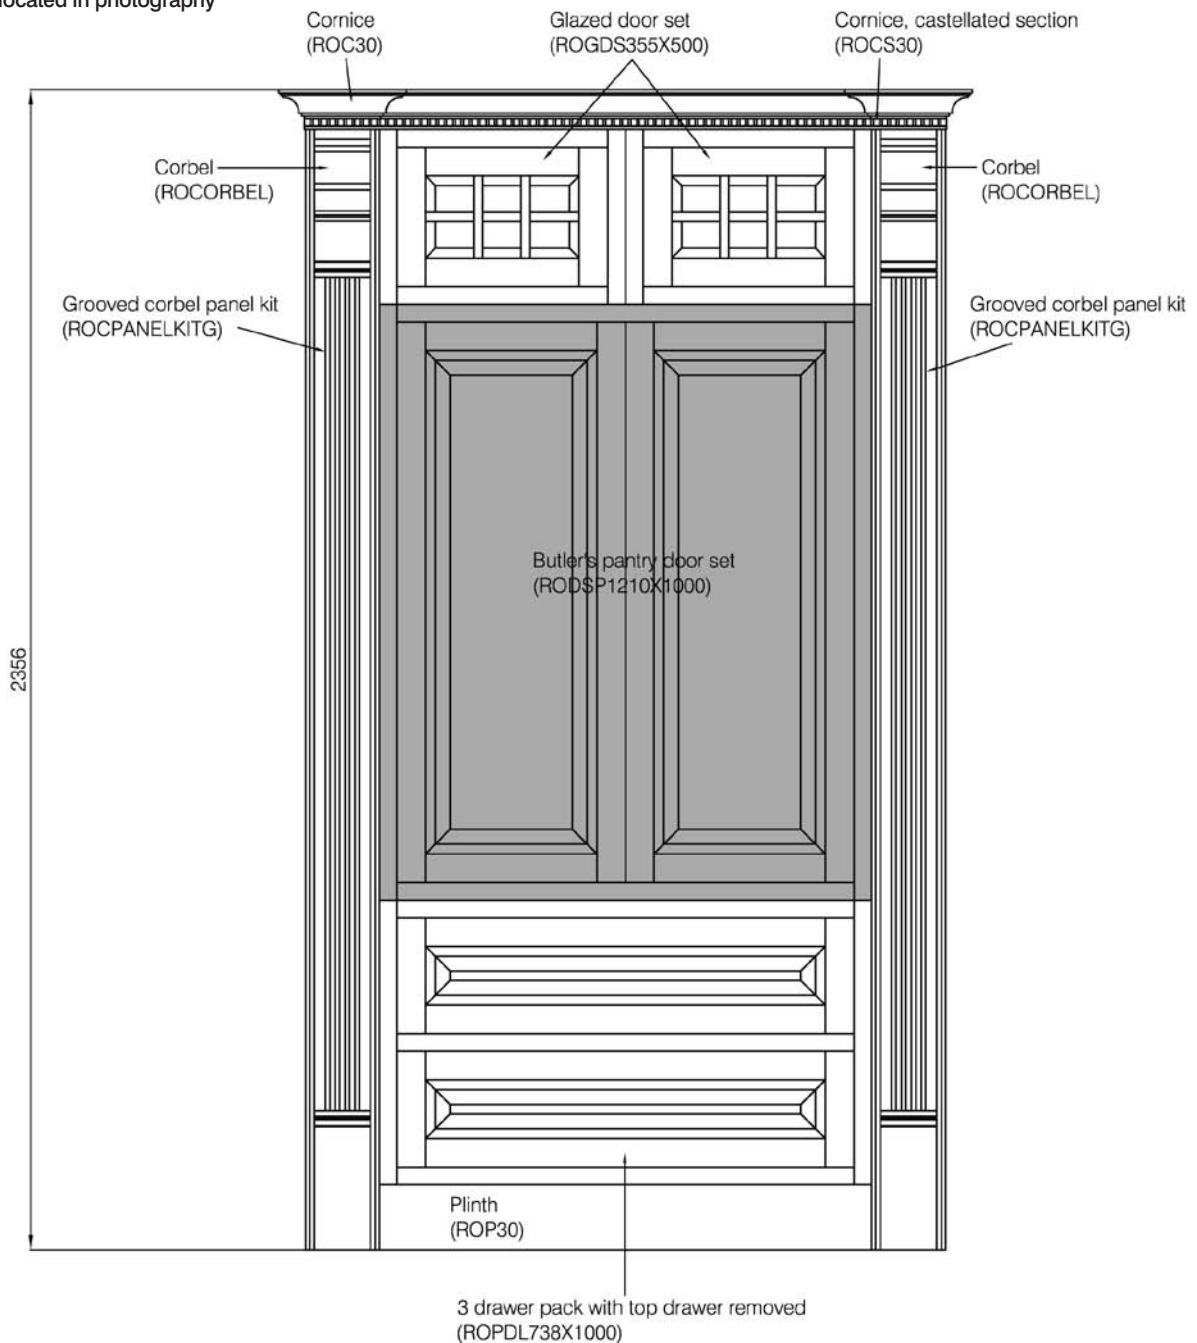 located in photography
Cornice
(ROC30)
Glazed door set
(ROGDS355X500)
Cornice, castellated section
(ROCS30)
Corbel
(ROCORBEL)
Corbel
(ROCORBEL)
Grooved corbel panel kit
(ROCPANELKITG)
Grooved corbel panel kit
(ROCPANELKITG)
Butler's pantry door set
(RODSP1210X1000)
2356
Plinth
(ROP30)
3 drawer pack with top drawer removed
(ROPDL738X1000)